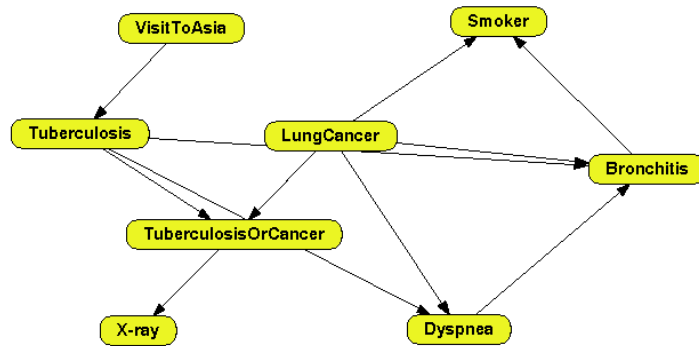 VisitToAsia
Smoker
Tuberculosis
LungCancer
Bronchitis
TuberculosisOrCancer
X-ray
Dyspnea